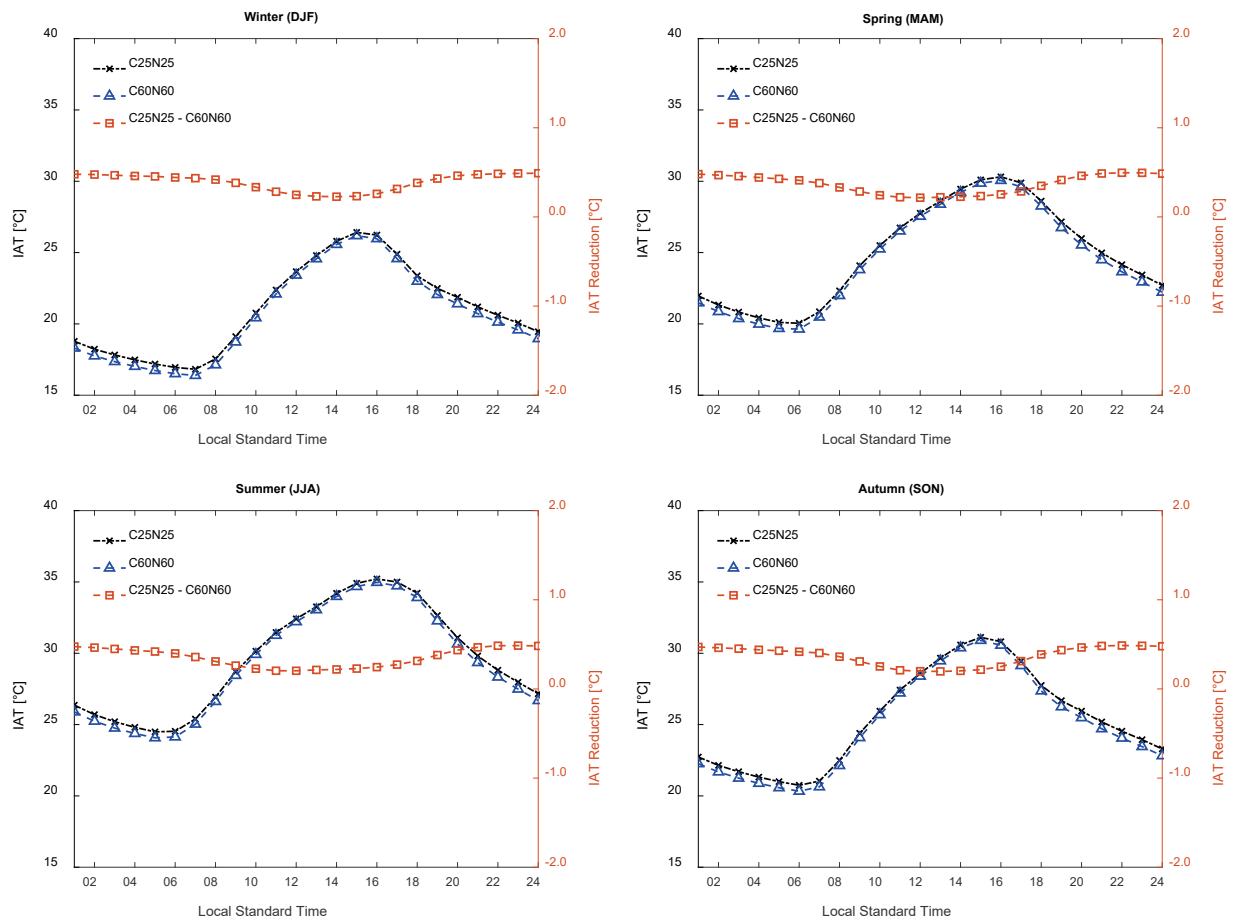 Winter (DJF)
40
35
30
25
20
15
IAT [°C]
C25N25
C60N60
C25N25 - C60N60
2.0
1.0
0.0
-1.0
-2.0
IAT Reduction [°C]
02 04 06 08 10 12 14 16 18 20 22 24
Local Standard Time
Spring (MAM)
40
35
30
25
20
15
IAT [°C]
C25N25
C60N60
C25N25 - C60N60
2.0
1.0
0.0
-1.0
-2.0
IAT Reduction [°C]
02 04 06 08 10 12 14 16 18 20 22 24
Local Standard Time
Summer (JJA)
40
35
30
25
20
15
IAT [°C]
C25N25
C60N60
C25N25 - C60N60
2.0
1.0
0.0
-1.0
-2.0
IAT Reduction [°C]
02 04 06 08 10 12 14 16 18 20 22 24
Local Standard Time
Autumn (SON)
40
35
30
25
20
15
IAT [°C]
C25N25
C60N60
C25N25 - C60N60
2.0
1.0
0.0
-1.0
-2.0
IAT Reduction [°C]
02 04 06 08 10 12 14 16 18 20 22 24
Local Standard Time